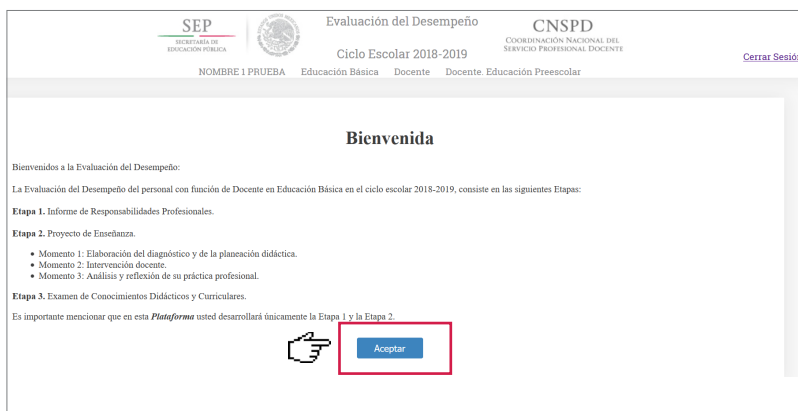 SEP
SECRETARÍA DE
EDUCACIÓN PÚBLICA
Evaluación del Desempeño
Ciclo Escolar 2018-2019
CNSPD
COORDINACIÓN NACIONAL DEL
SERVICIO PROFESIONAL DOCENTE
Cerrar Sesión
NOMBRE 1 PRUEBA Educación Básica Docente Docente. Educación Preescolar
Bienvenida
Bienvenidos a la Evaluación del Desempeño:
La Evaluación del Desempeño del personal con función de Docente en Educación Básica en el ciclo escolar 2018-2019, consiste en las siguientes Etapas:
Etapa 1. Informe de Responsabilidades Profesionales.
Etapa 2. Proyecto de Enseñanza.
• Momento 1: Elaboración del diagnóstico y de la planeación didáctica.
• Momento 2: Intervención docente.
• Momento 3: Análisis y reflexión de su práctica profesional.
Etapa 3. Examen de Conocimientos Didácticos y Curriculares.
Es importante mencionar que en esta Plataforma usted desarrollará únicamente la Etapa 1 y la Etapa 2.
Aceptar